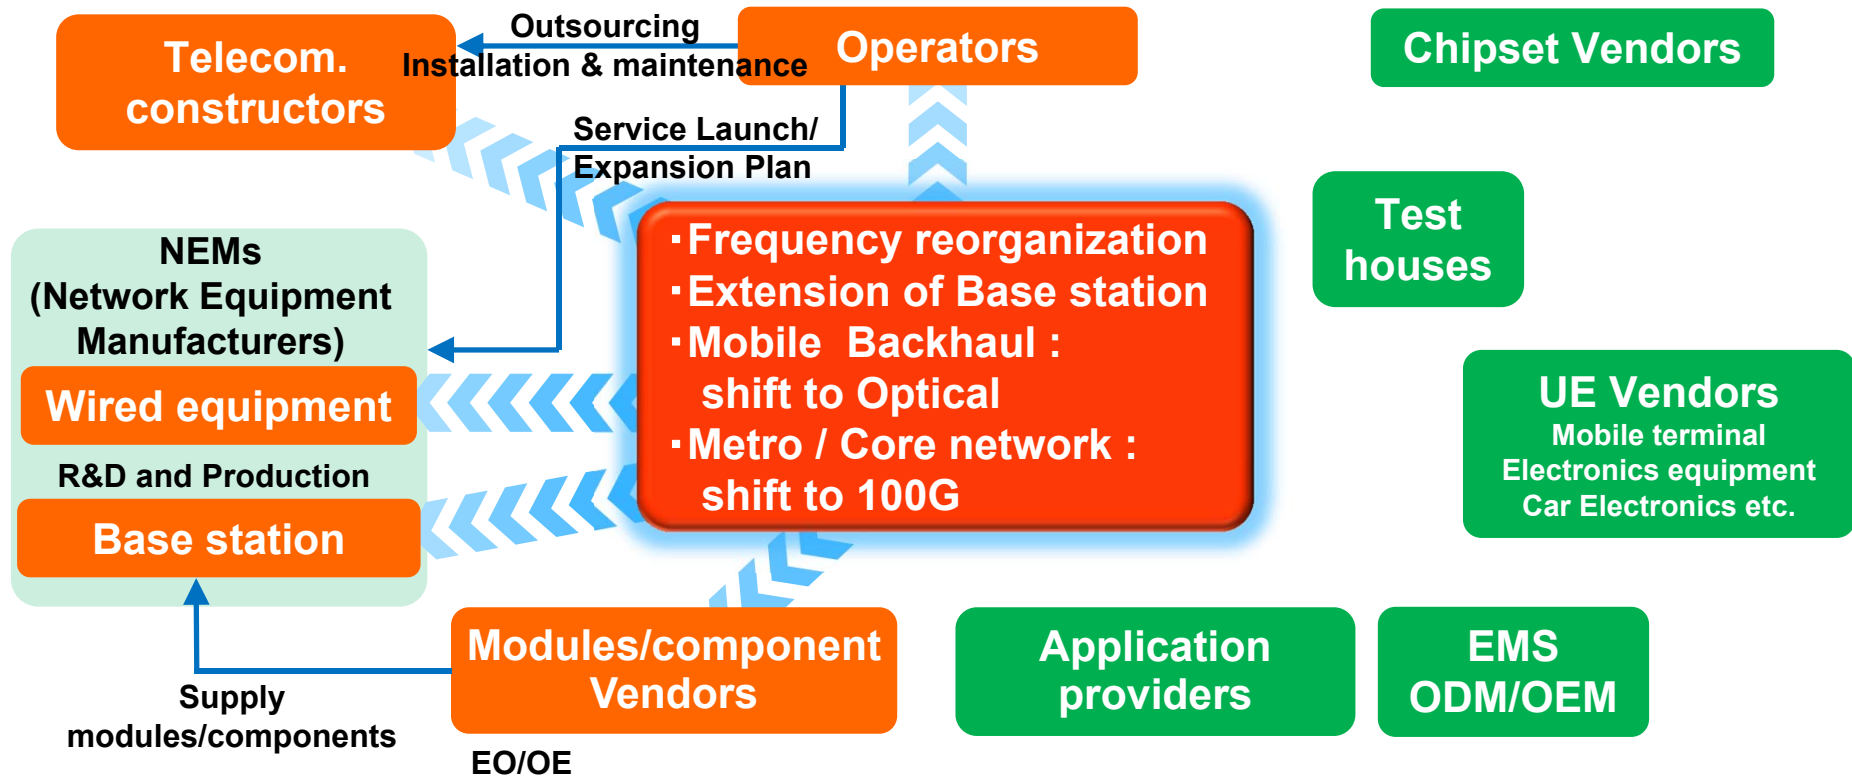 Telecom.
constructors
Outsourcing
Installation & maintenance
Operators
Chipset Vendors
Service Launch/
Expansion Plan
Test
houses
NEMs
(Network Equipment
Manufacturers)
Wired equipment
R&D and Production
Base station
・Frequency reorganization
・Extension of Base station
・Mobile Backhaul :
shift to Optical
・Metro / Core network :
shift to 100G
UE Vendors
Mobile terminal
Electronics equipment
Car Electronics etc.
Supply
modules/components
Modules/component
Vendors
EO/OE
Application
providers
EMS
ODM/OEM